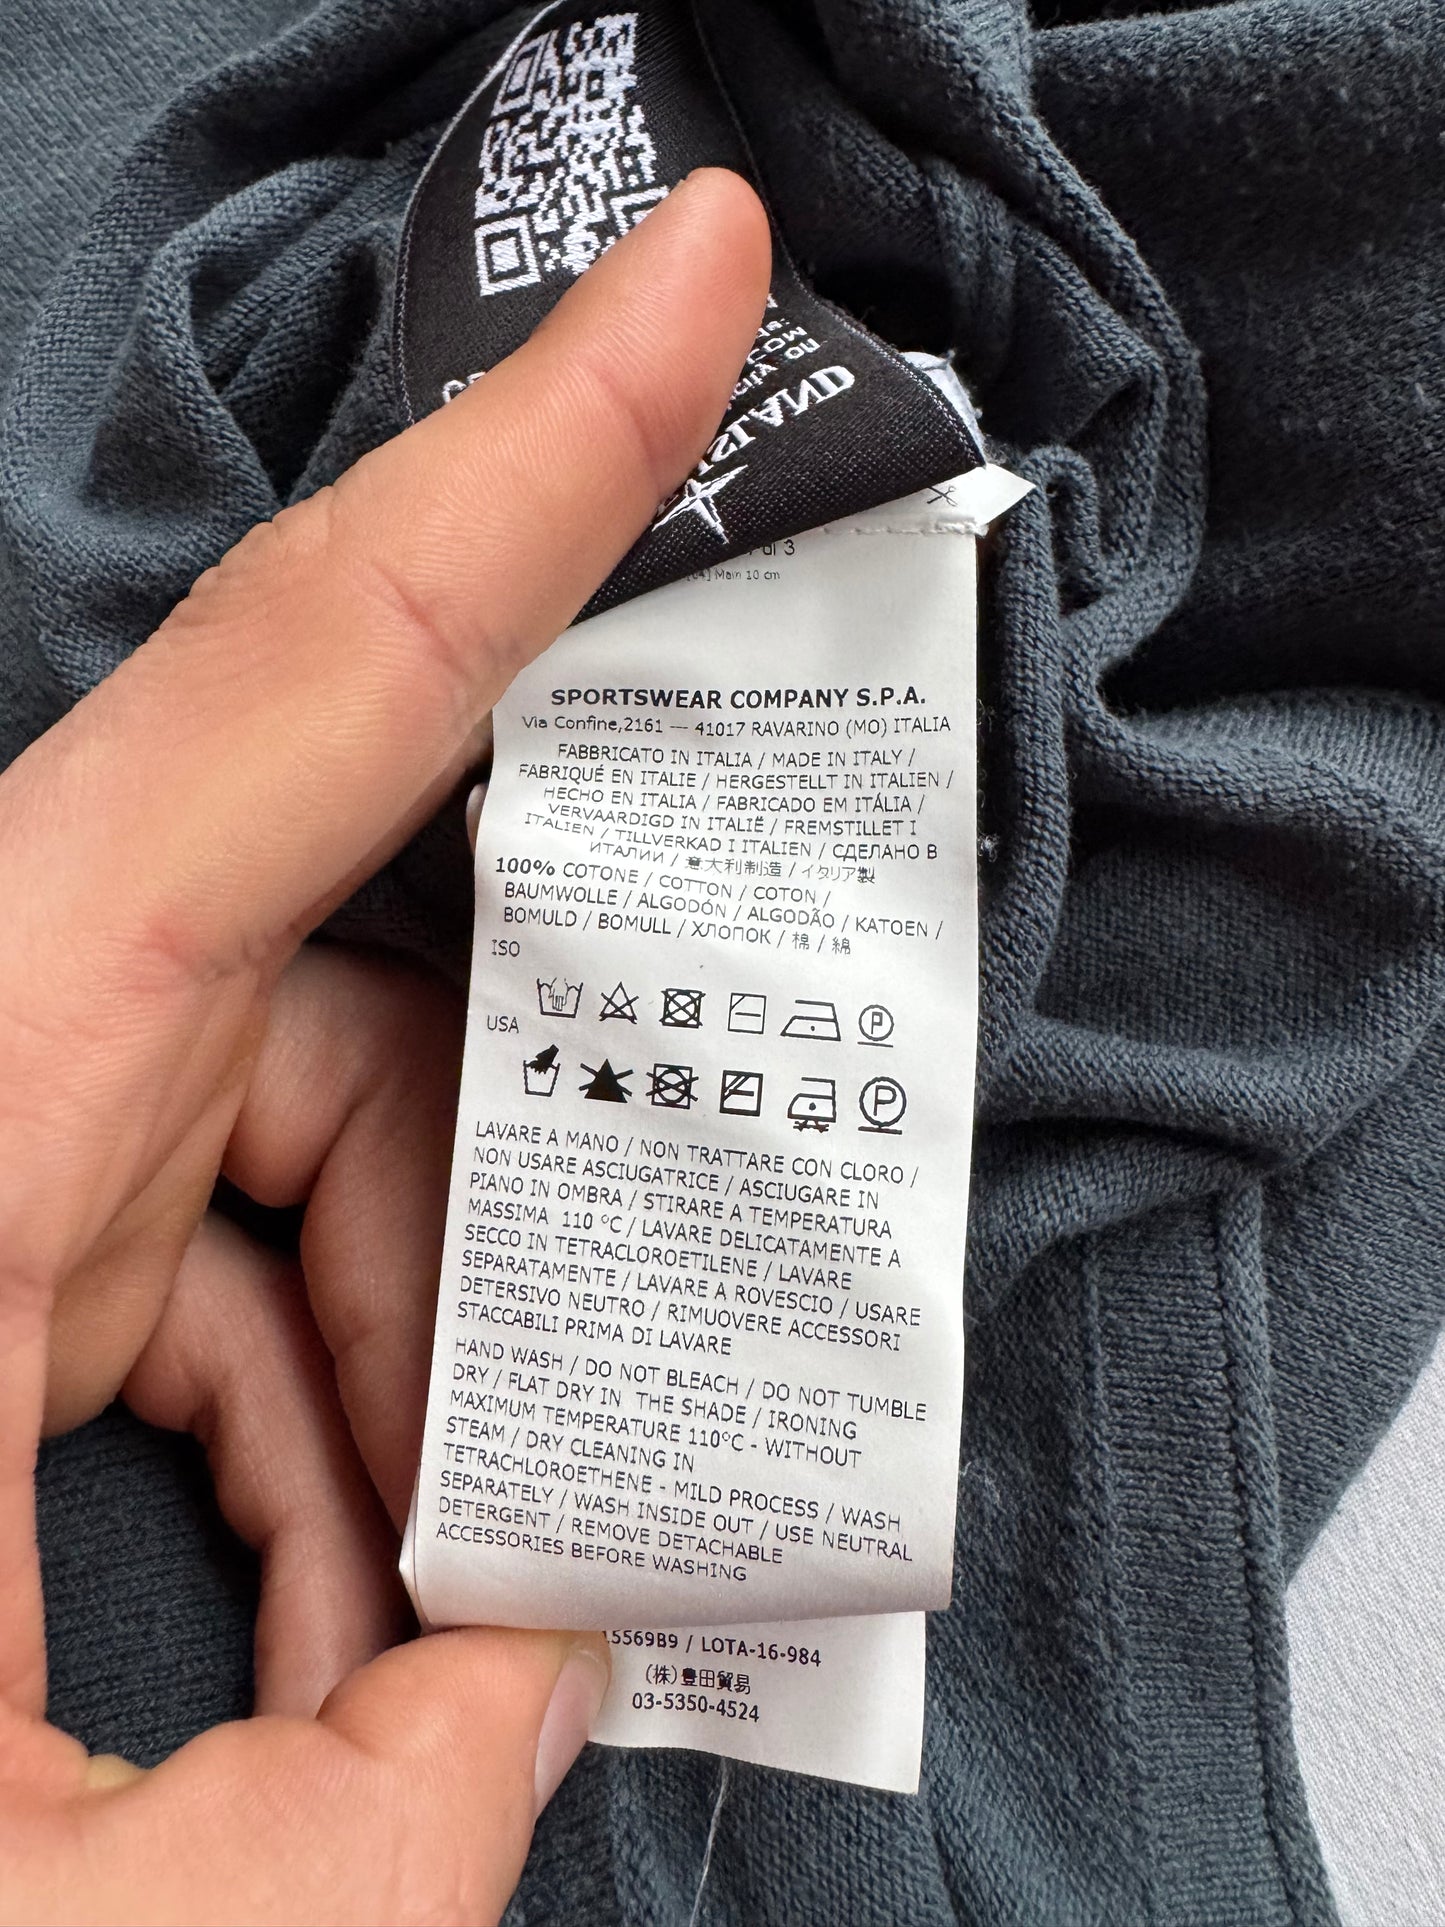 ISLAND
di 3
Main 10 cm
SPORTSWEAR COMPANY S.P.A.
Via Confine,2161 --- 41017 RAVARINO (MO) ITALIA
FABBRICATO IN ITALIA / MADE IN ITALY /
FABRIQUÉ EN ITALIE / HERGESTELLT IN ITALIEN /
HECHO EN ITALIA / FABRICADO EM ITÁLIA /
VERVAARDIGD IN ITALIË / FREMSTILLET I
ITALIEN / TILLVERKAD I ITALIEN / СДЕЛАНО В
ИТАЛИИ / 意大利制造 / イタリア製
100% COTONE / COTTON / COTON /
BAUMWOLLE / ALGODÓN / ALGODÃO / KATOEN /
BOMULD / BOMULL / ХЛОПОК / 棉 / 綿
ISO
P
USA
P
LAVARE A MANO / NON TRATTARE CON CLORO /
NON USARE ASCIUGATRICE / ASCIUGARE IN
PIANO IN OMBRA / STIRARE A TEMPERATURA
MASSIMA 110 °C / LAVARE DELICATAMENTE A
SECCO IN TETRACLOROETILENE / LAVARE
SEPARATAMENTE / LAVARE A ROVESCIO / USARE
DETERSIVO NEUTRO / RIMUOVERE ACCESSORI
STACCABILI PRIMA DI LAVARE
HAND WASH / DO NOT BLEACH / DO NOT TUMBLE
DRY / FLAT DRY IN THE SHADE / IRONING
MAXIMUM TEMPERATURE 110°C - WITHOUT
STEAM / DRY CLEANING IN
TETRACHLOROETHENE - MILD PROCESS / WASH
SEPARATELY / WASH INSIDE OUT / USE NEUTRAL
DETERGENT / REMOVE DETACHABLE
ACCESSORIES BEFORE WASHING
15569B9 / LOTA-16-984
(株)豊田貿易
03-5350-4524